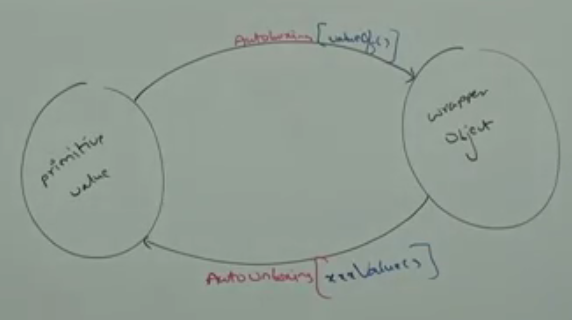 Autoboxing [valueOf()]
primitive
value
wrapper
object
AutoUnboxing [xxxValue()]